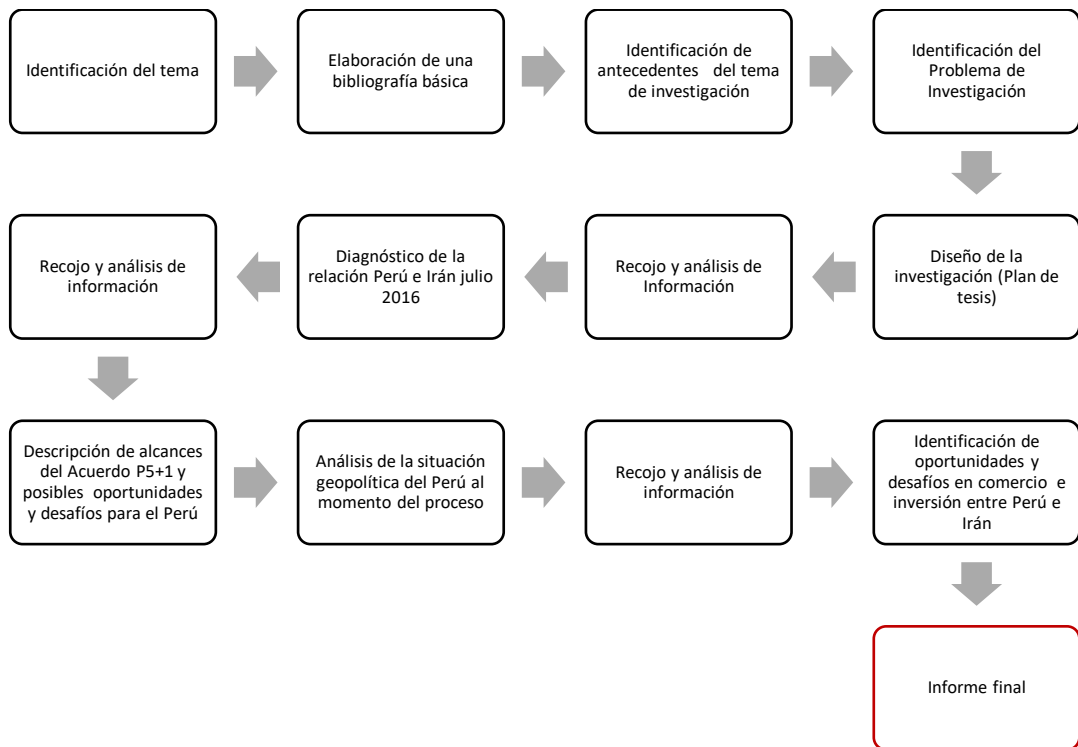 Identificación del tema
Elaboración de una
bibliografía básica
Identificación de
antecedentes del tema
de investigación
Identificación del
Problema de
Investigación
Diseño de la
investigación (Plan de
tesis)
Recojo y análisis de
Información
Diagnóstico de la
relación Perú e Irán julio
2016
Recojo y análisis de
información
Descripción de alcances
del Acuerdo P5+1 y
posibles oportunidades
y desafíos para el Perú
Análisis de la situación
geopolítica del Perú al
momento del proceso
Recojo y análisis de
información
Identificación de
oportunidades y
desafíos en comercio e
inversión entre Perú e
Irán
Informe final